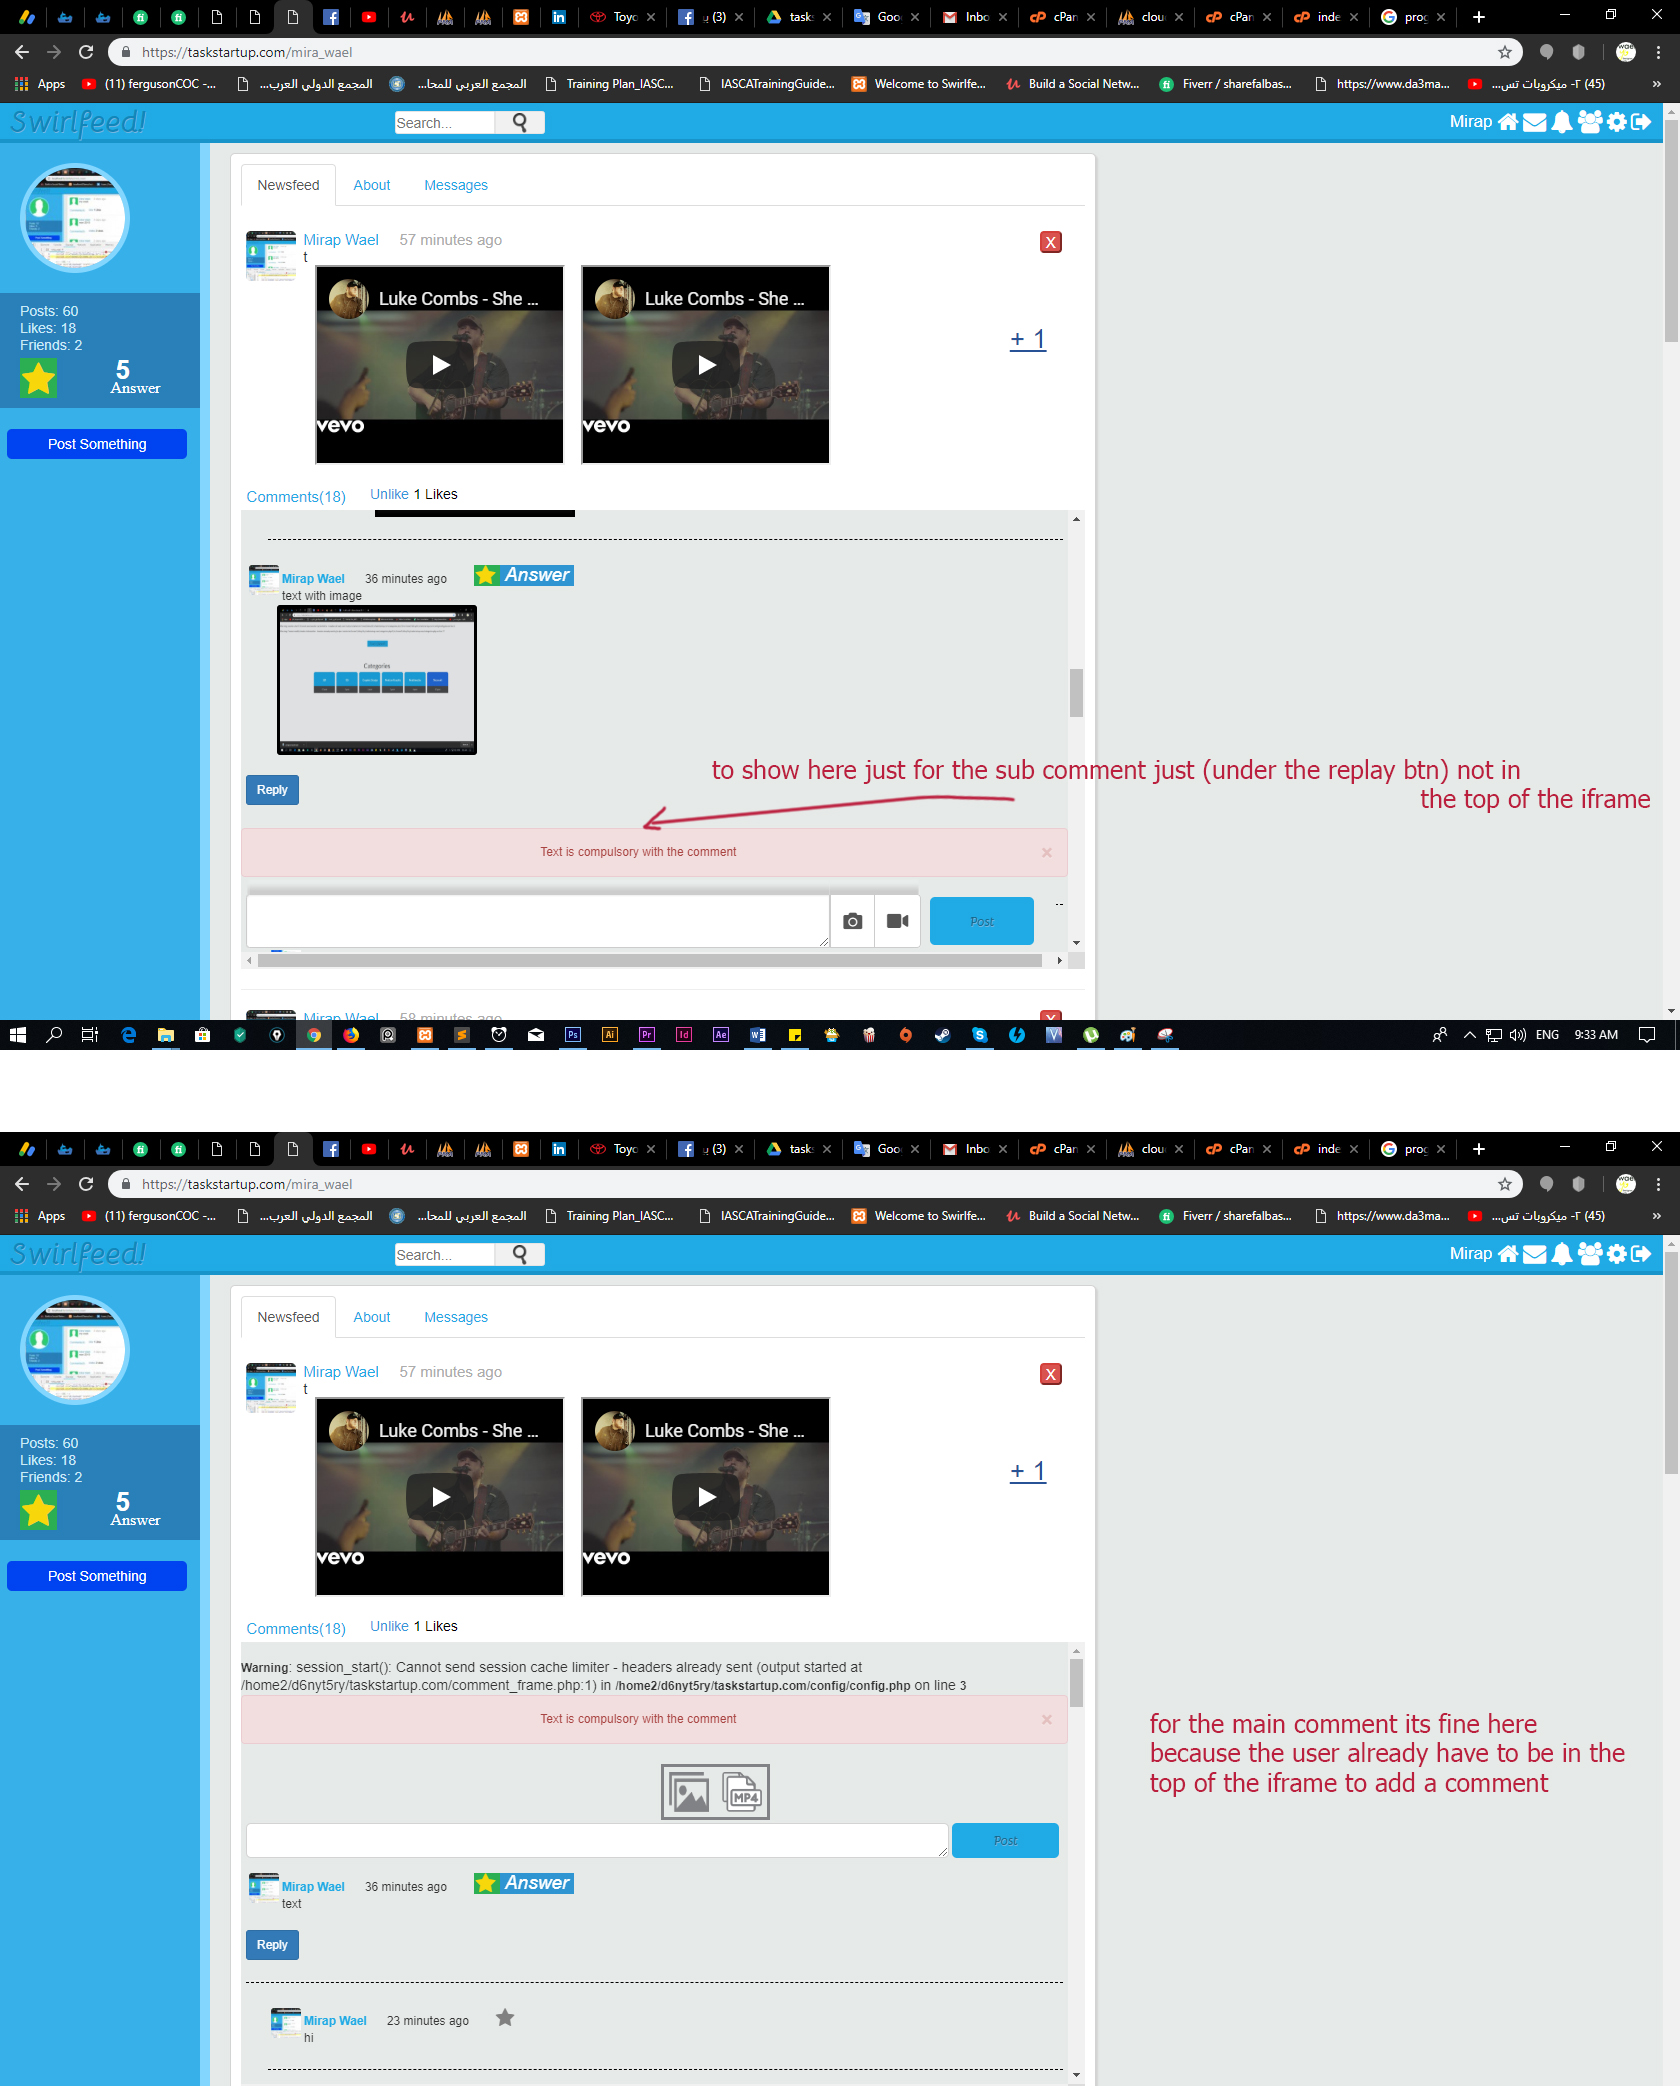 Toyo
(3)
task
Goo
Inbo
cPan
clou
cPan
inde
prog
https://taskstartup.com/mira_wael
Apps
(11) fergusonCOC -...
المجمع الدولي العرب...
المجمع العربي للمحا...
Training Plan_IASC...
IASCATrainingGuide...
Welcome to Swirlfe...
Build a Social Netw...
Fiverr / sharefalbas...
https://www.da3ma...
(45) ٢- ميكروبات تس...
Swirlfeed!
Search...
Mirap
Newsfeed
About
Messages
Mirap Wael 57 minutes ago
X
t
Luke Combs - She ...
Luke Combs - She ...
+ 1
vevo
vevo
Posts: 60
Likes: 18
Friends: 2
5
Answer
Post Something
Comments(18)
Unlike 1 Likes
Mirap Wael 36 minutes ago
Answer
text with image
Categories
Reply
to show here just for the sub comment just (under the replay btn) not in
the top of the iframe
Text is compulsory with the comment ×
Post
Mirap Wael 58 minutes ago
X
ENG 9:33 AM
Toyo
(3)
task
Goo
Inbo
cPan
clou
cPan
inde
prog
https://taskstartup.com/mira_wael
Apps
(11) fergusonCOC -...
المجمع الدولي العرب...
المجمع العربي للمحا...
Training Plan_IASC...
IASCATrainingGuide...
Welcome to Swirlfe...
Build a Social Netw...
Fiverr / sharefalbas...
https://www.da3ma...
(45) ٢- ميكروبات تس...
Swirlfeed!
Search...
Mirap
Newsfeed
About
Messages
Mirap Wael 57 minutes ago
X
t
Luke Combs - She ...
Luke Combs - She ...
+ 1
vevo
vevo
Posts: 60
Likes: 18
Friends: 2
5
Answer
Post Something
Comments(18)
Unlike 1 Likes
Warning: session_start(): Cannot send session cache limiter - headers already sent (output started at
/home2/d6nyt5ry/taskstartup.com/comment_frame.php:1) in /home2/d6nyt5ry/taskstartup.com/config/config.php on line 3
Text is compulsory with the comment ×
for the main comment its fine here
because the user already have to be in the
top of the iframe to add a comment
MP4
Post
Mirap Wael 36 minutes ago
Answer
text
Reply
Mirap Wael 23 minutes ago
hi